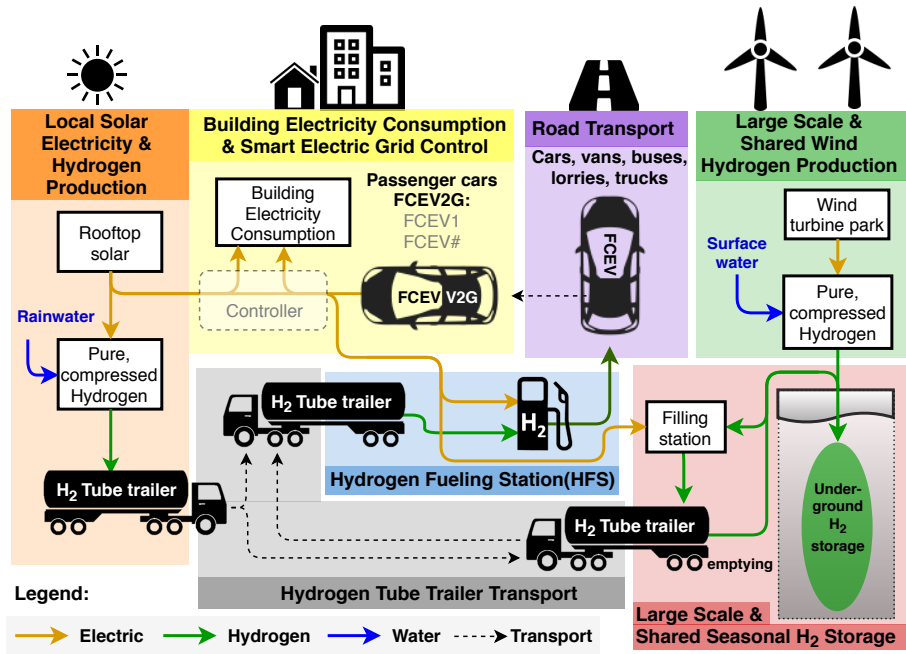 Local Solar
Electricity &
Hydrogen
Production
Building Electricity Consumption
& Smart Electric Grid Control
Road Transport
Large Scale &
Shared Wind
Hydrogen Production
Cars, vans, buses,
lorries, trucks
Rooftop
solar
Building
Electricity
Consumption
Passenger cars
FCEV2G:
FCEV1
FCEV#
FCEV
Wind
turbine park
Surface
water
Controller
FCEV V2G
Pure,
compressed
Hydrogen
Rainwater
Pure,
compressed
Hydrogen
H2 Tube trailer
H2
Filling
station
Hydrogen Fueling Station(HFS)
H2 Tube trailer
Under-
ground
H2
storage
H2 Tube trailer
emptying
Hydrogen Tube Trailer Transport
Large Scale &
Shared Seasonal H2 Storage
Legend:
Electric
Hydrogen
Water
Transport